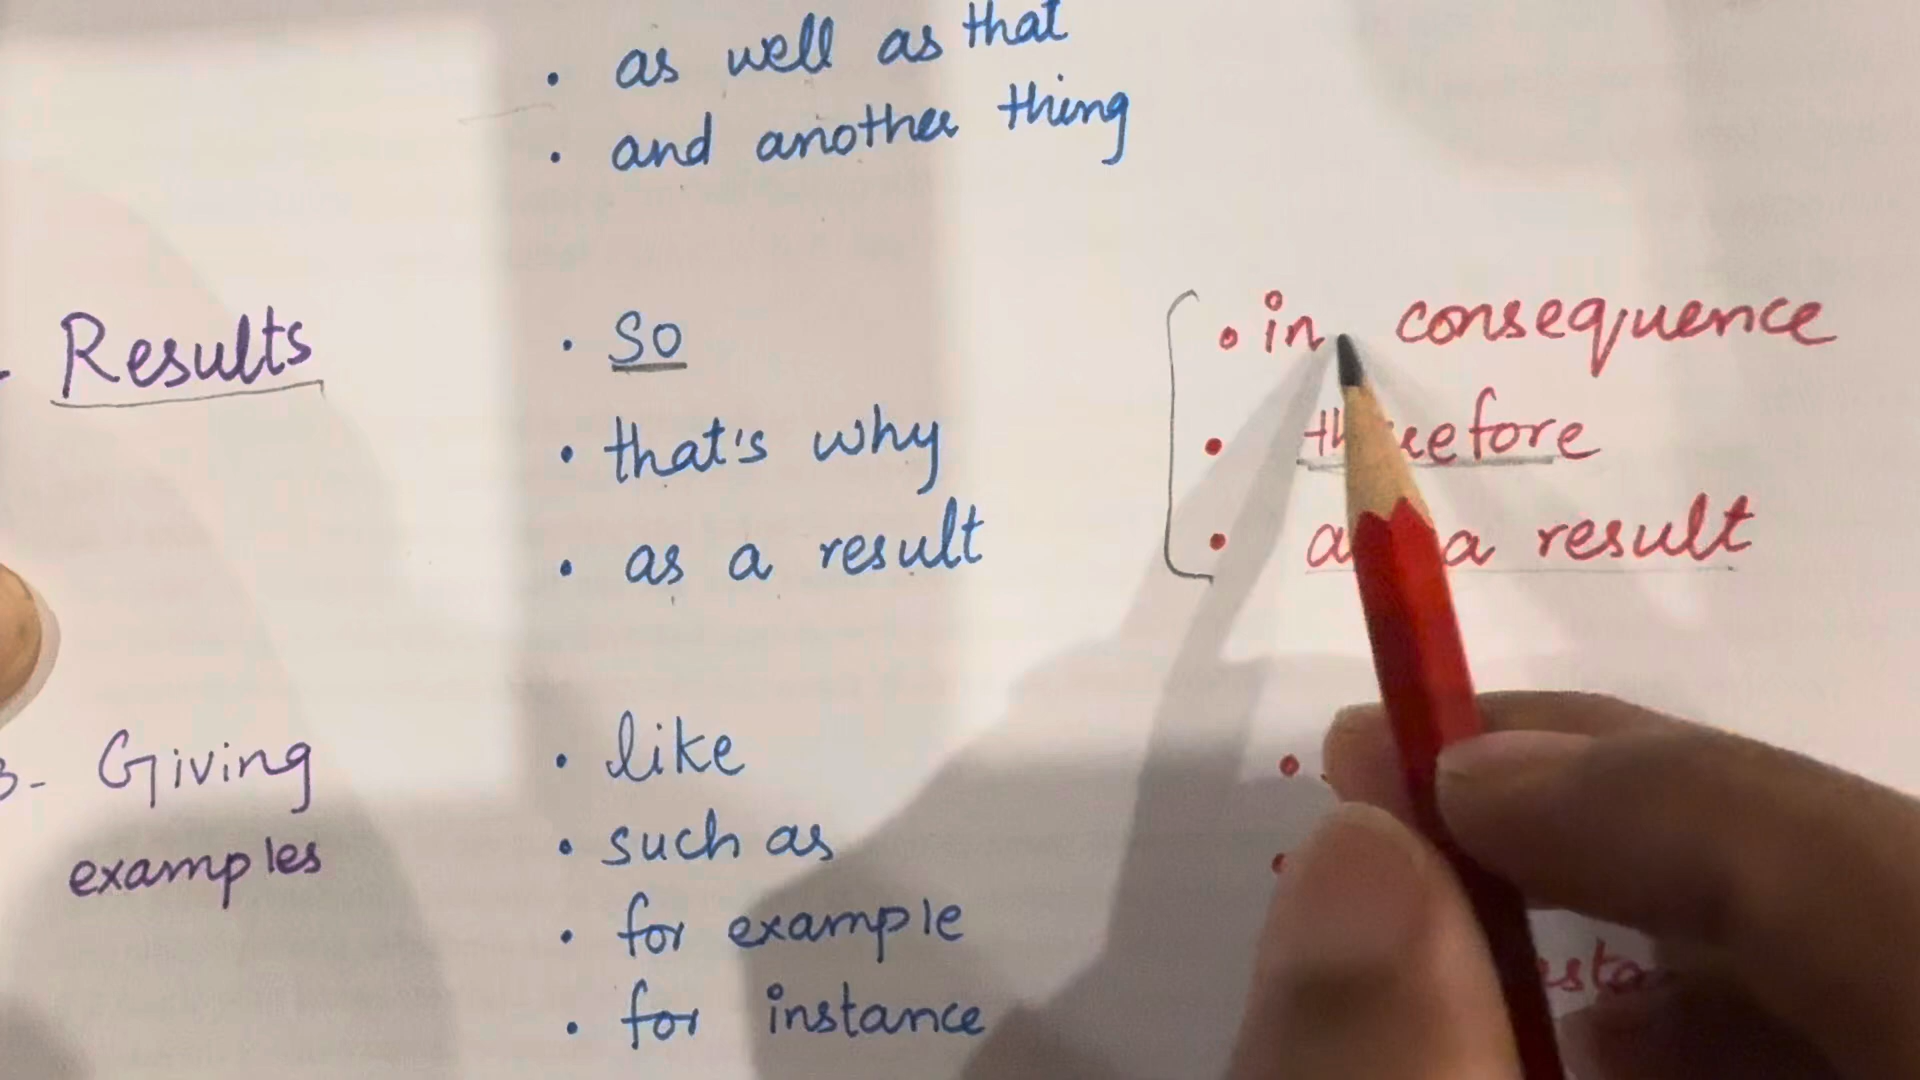 as well as that
and another thing
Results
• so
• that's why
• as a result
• in consequence
• therefore
• as a result
3- Giving
examples
• like
• such as
• for example
• for instance